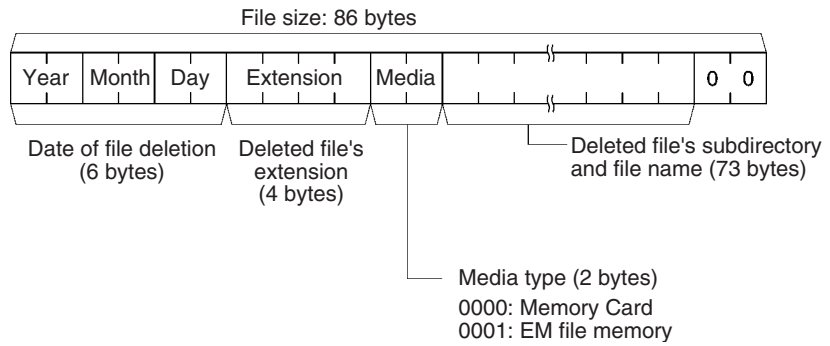 File size: 86 bytes
Year Month Day Extension Media 0 0
Date of file deletion
(6 bytes)
Deleted file's
extension
(4 bytes)
Deleted file's subdirectory
and file name (73 bytes)
Media type (2 bytes)
0000: Memory Card
0001: EM file memory